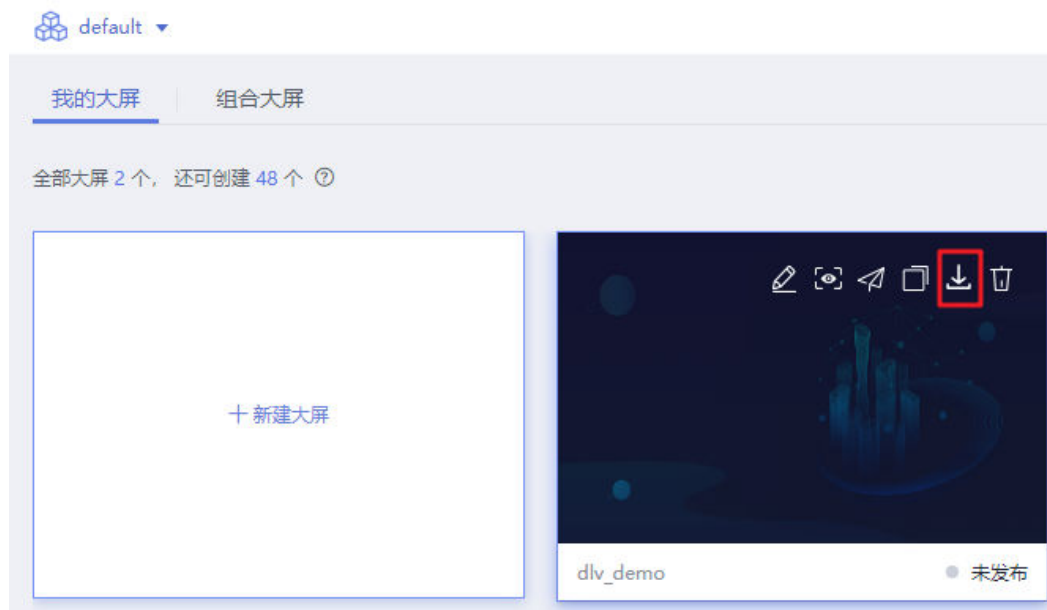 default
我的大屏 组合大屏
全部大屏 2 个, 还可创建 48 个
新建大屏
dlv_demo 未发布